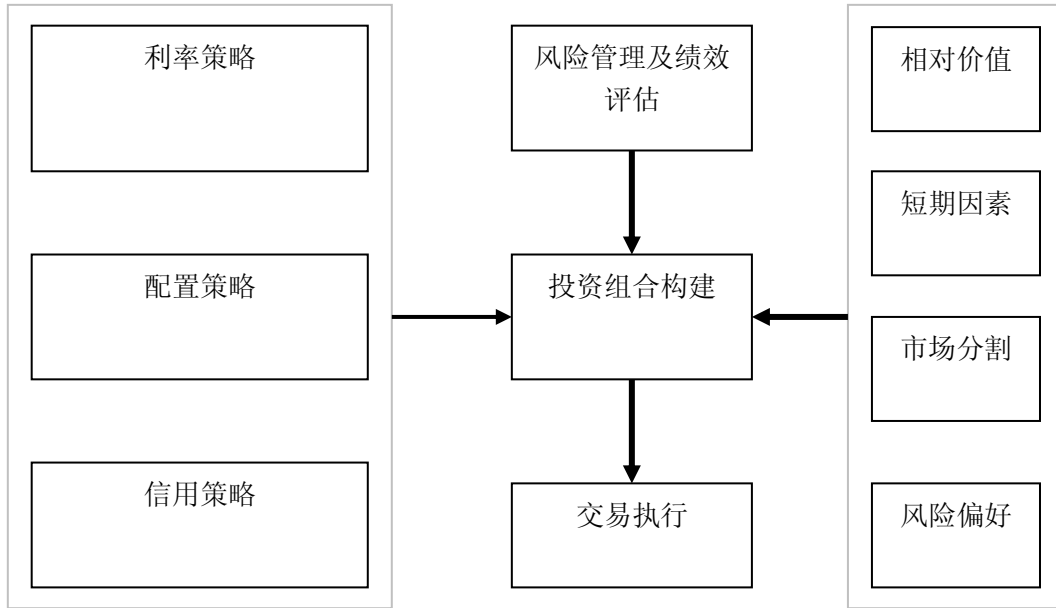 利率策略
配置策略
信用策略
风险管理及绩效
评估
投资组合构建
交易执行
相对价值
短期因素
市场分割
风险偏好